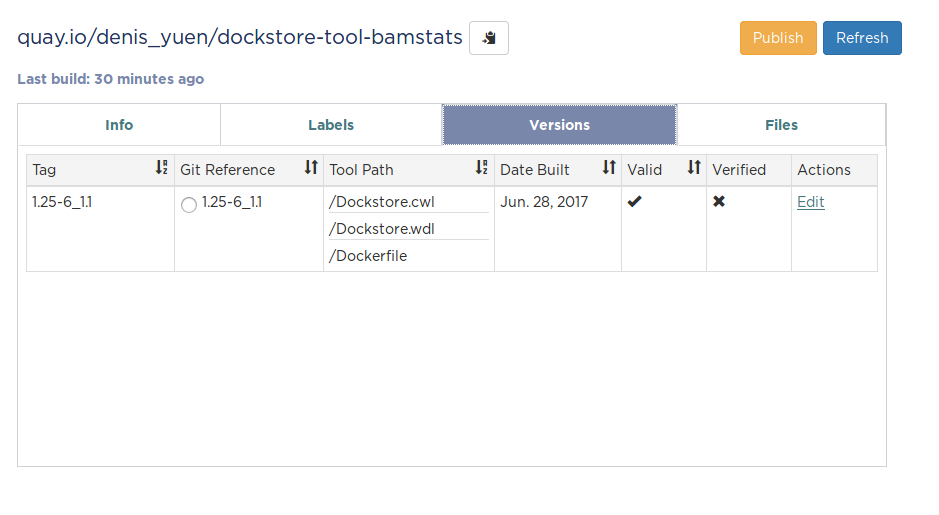 quay.io/denis_yuen/dockstore-tool-bamstats
Publish Refresh
Last build: 30 minutes ago
Info Labels Versions Files
Tag Git Reference Tool Path Date Built Valid Verified Actions
1.25-6_1.1 1.25-6_1.1 /Dockstore.cwl Jun. 28, 2017 Edit
/Dockstore.wdl
/Dockerfile